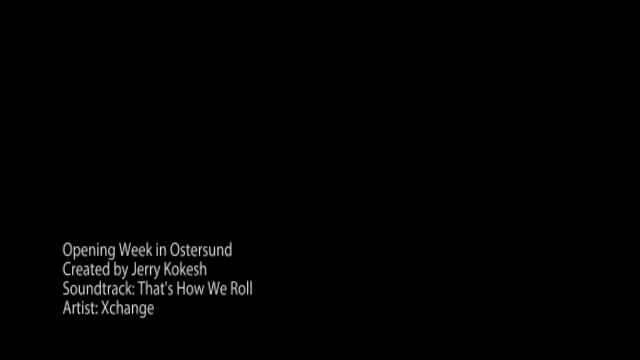 Opening Week in Ostersund
Created by Jerry Kokesh
Soundtrack: That's How We Roll
Artist: Xchange